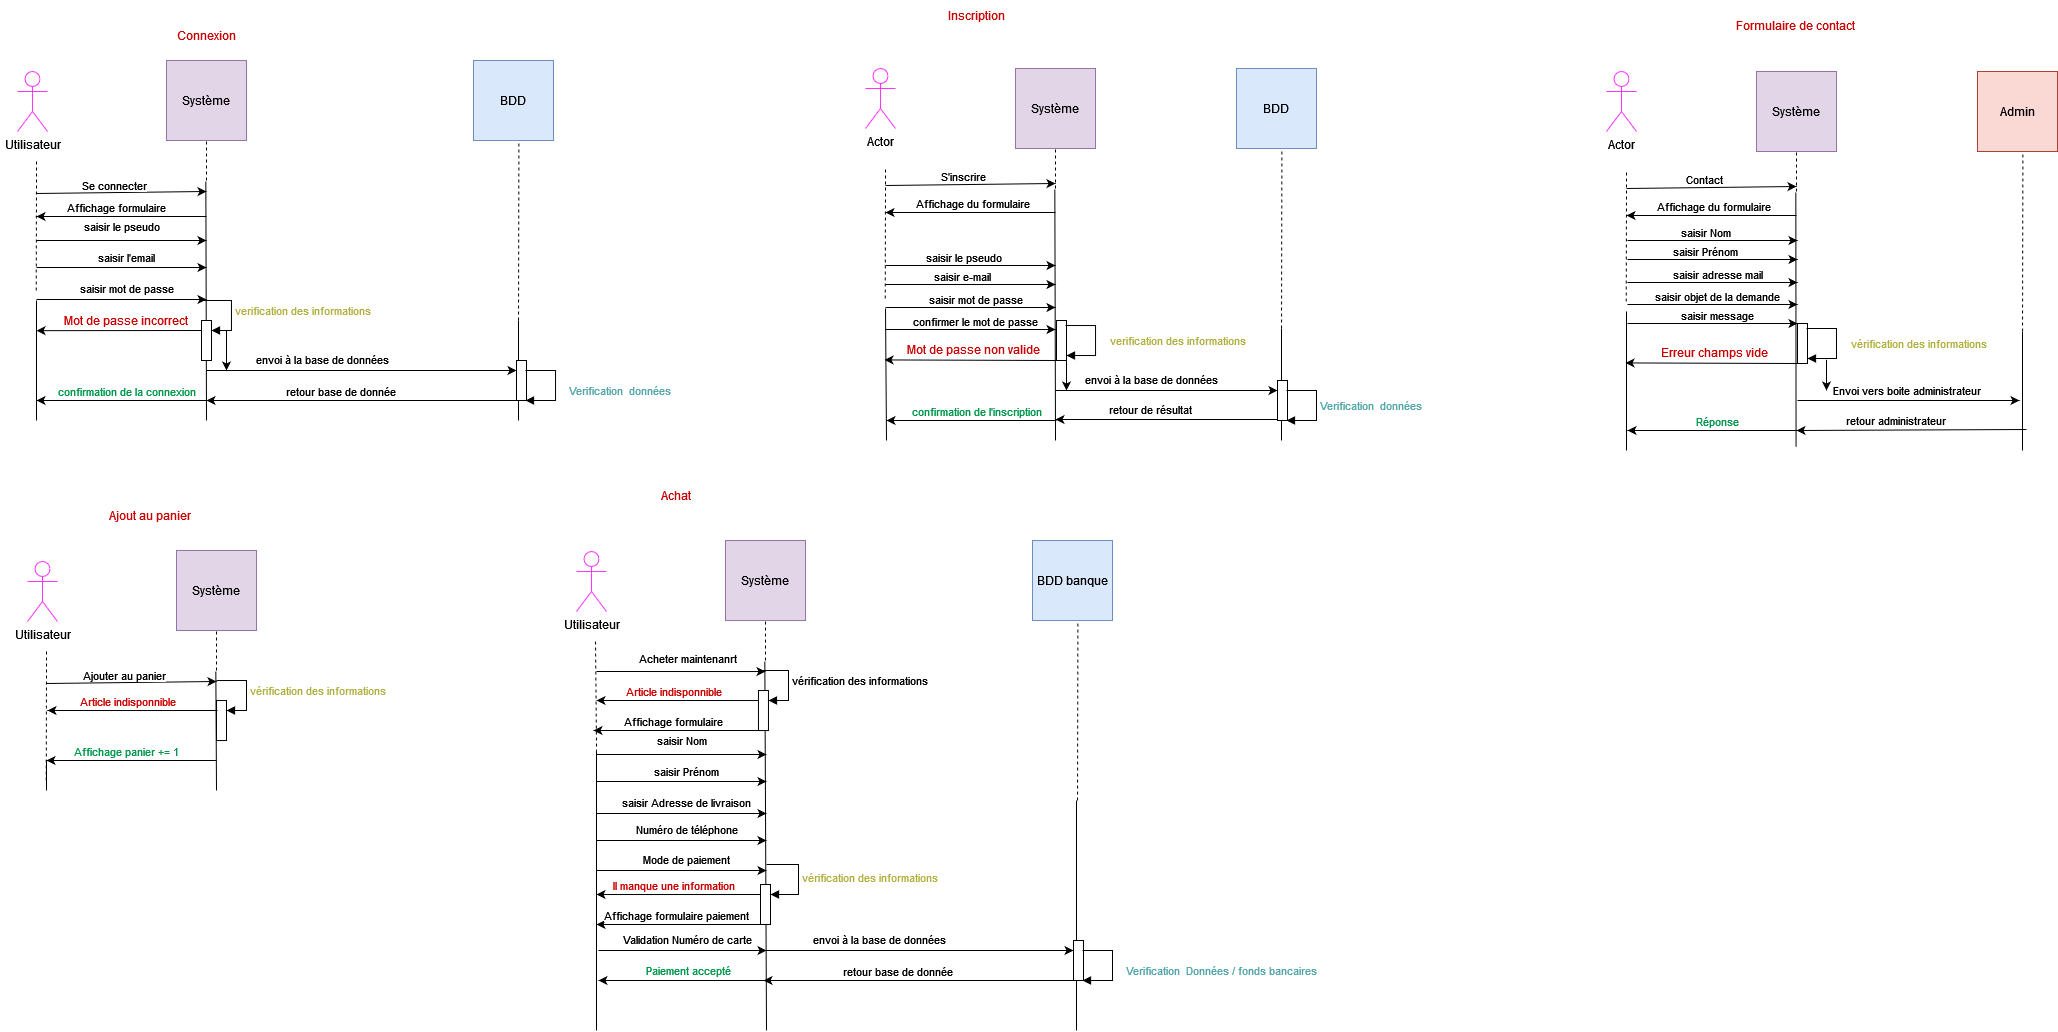 Connexion
Utilisateur
Système
BDD
Se connecter
Affichage formulaire
saisir le pseudo
saisir l'email
saisir mot de passe
verification des informations
Mot de passe incorrect
envoi à la base de données
confirmation de la connexion
retour base de donnée
Verification données
Inscription
Actor
Système
BDD
S'inscrire
Affichage du formulaire
saisir le pseudo
saisir e-mail
saisir mot de passe
confirmer le mot de passe
verification des informations
Mot de passe non valide
envoi à la base de données
confirmation de l'inscription
retour de résultat
Verification données
Formulaire de contact
Actor
Système
Admin
Contact
Affichage du formulaire
saisir Nom
saisir Prénom
saisir adresse mail
saisir objet de la demande
saisir message
vérification des informations
Erreur champs vide
Envoi vers boite administrateur
Réponse
retour administrateur
Ajout au panier
Utilisateur
Système
Ajouter au panier
vérification des informations
Article indisponnible
Affichage panier += 1
Achat
Utilisateur
Système
BDD banque
Acheter maintenanrt
vérification des informations
Article indisponnible
Affichage formulaire
saisir Nom
saisir Prénom
saisir Adresse de livraison
Numéro de téléphone
Mode de paiement
vérification des informations
Il manque une information
Affichage formulaire paiement
Validation Numéro de carte
envoi à la base de données
Paiement accepté
retour base de donnée
Verification Données / fonds bancaires